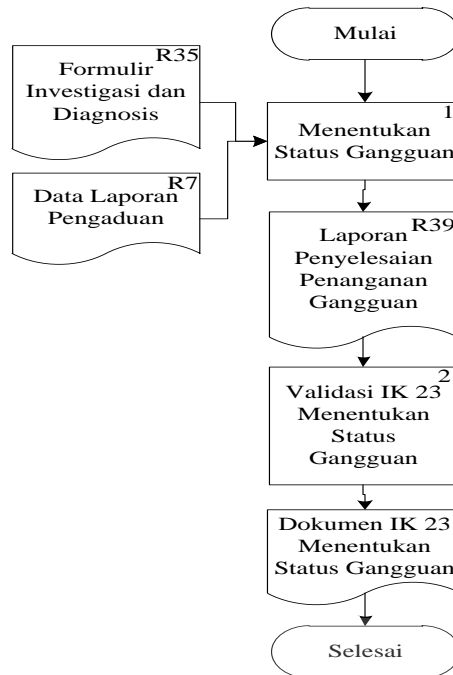 Mulai
R35
Formulir
Investigasi dan
Diagnosis
1
Menentukan
Status Gangguan
R7
Data Laporan
Pengaduan
R39
Laporan
Penyelesaian
Penanganan
Gangguan
2
Validasi IK 23
Menentukan
Status
Gangguan
Dokumen IK 23
Menentukan
Status Gangguan
Selesai